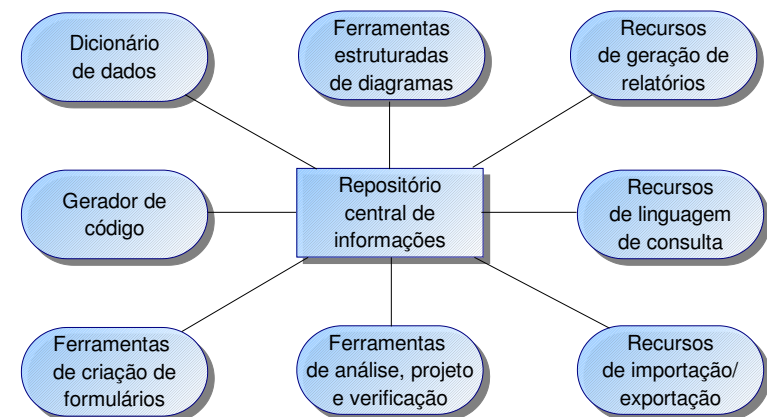 Dicionário
de dados
Ferramentas
estruturadas
de diagramas
Recursos
de geração de
relatórios
Gerador de
código
Repositório
central de
informações
Recursos
de linguagem
de consulta
Ferramentas
de criação de
formulários
Ferramentas
de análise, projeto
e verificação
Recursos
de importação/
exportação